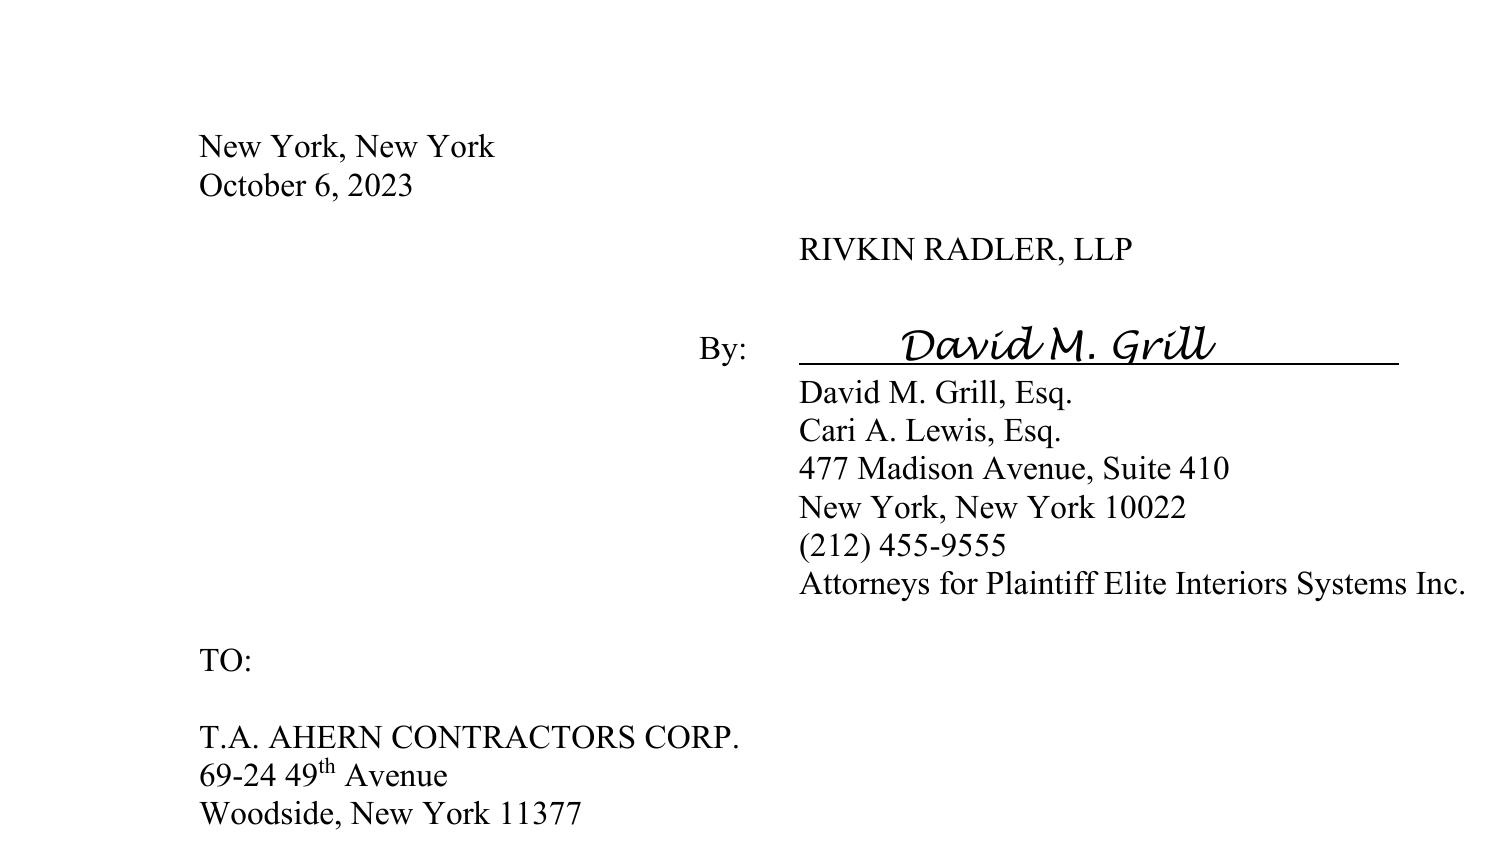 New York, New York
October 6, 2023
RIVKIN RADLER, LLP
By: David M. Grill
David M. Grill, Esq.
Cari A. Lewis, Esq.
477 Madison Avenue, Suite 410
New York, New York 10022
(212) 455-9555
Attorneys for Plaintiff Elite Interiors Systems Inc.
TO:
T.A. AHERN CONTRACTORS CORP.
69-24 49th Avenue
Woodside, New York 11377